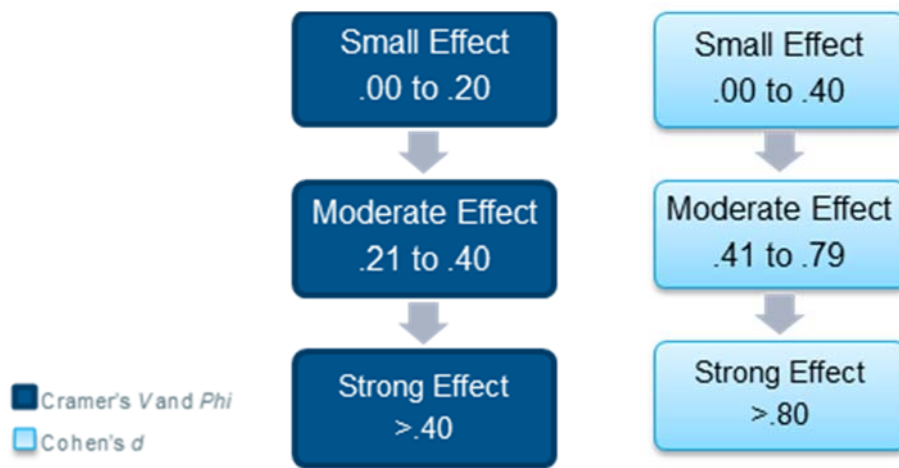 Small Effect
.00 to .20
Moderate Effect
.21 to .40
Strong Effect
>.40
Small Effect
.00 to .40
Moderate Effect
.41 to .79
Strong Effect
>.80
Cramer's V and Phi
Cohen's d